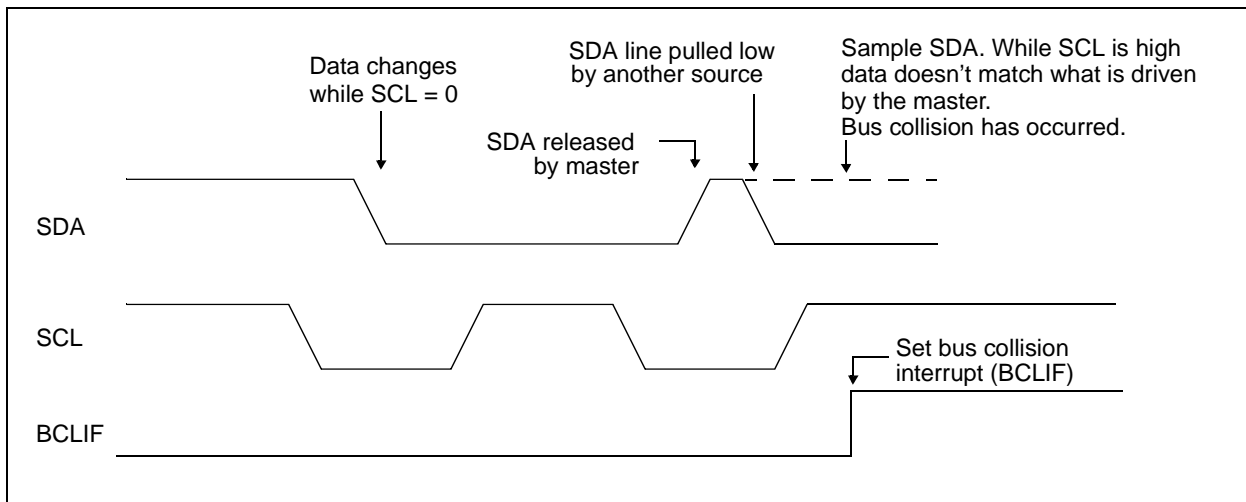 Data changes
while SCL = 0
SDA line pulled low
by another source
Sample SDA. While SCL is high
data doesn't match what is driven
by the master.
Bus collision has occurred.
SDA released
by master
SDA
SCL
Set bus collision
interrupt (BCLIF)
BCLIF